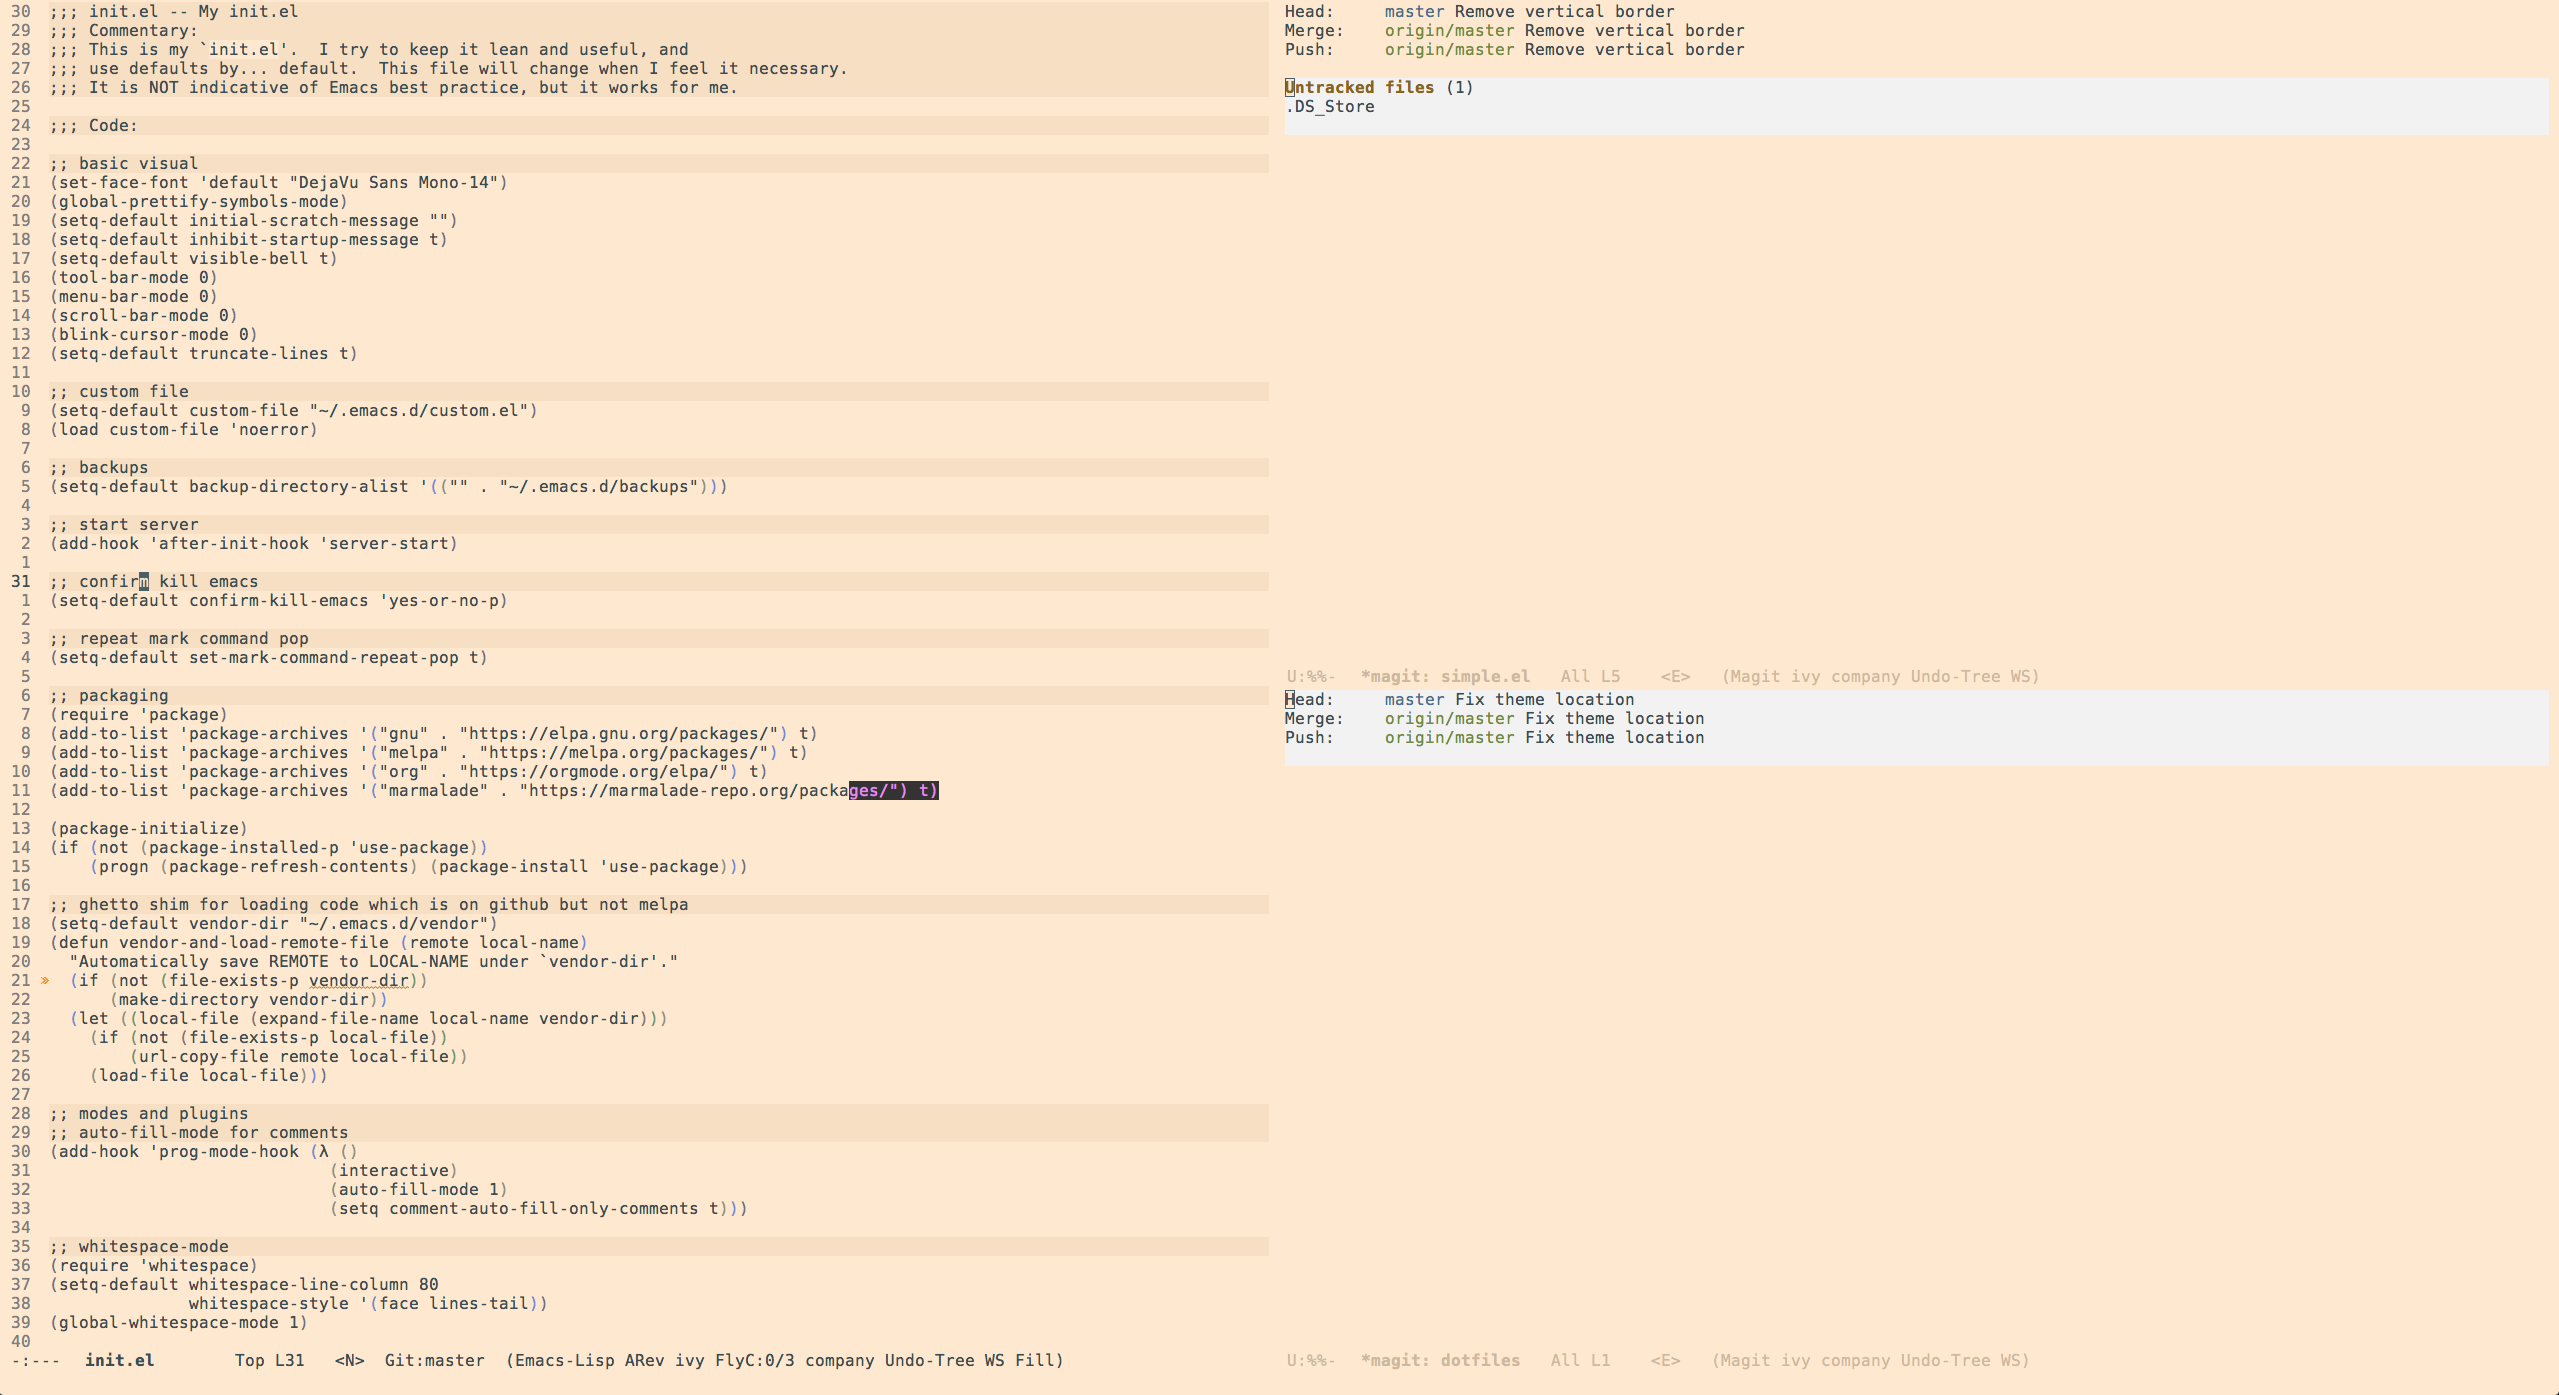 30 ;;; init.el -- My init.el
29 ;;; Commentary:
28 ;;; This is my `init.el'.  I try to keep it lean and useful, and
27 ;;; use defaults by... default.  This file will change when I feel it necessary.
26 ;;; It is NOT indicative of Emacs best practice, but it works for me.
25
24 ;;; Code:
23
22 ;; basic visual
21 (set-face-font 'default "DejaVu Sans Mono-14")
20 (global-prettify-symbols-mode)
19 (setq-default initial-scratch-message "")
18 (setq-default inhibit-startup-message t)
17 (setq-default visible-bell t)
16 (tool-bar-mode 0)
15 (menu-bar-mode 0)
14 (scroll-bar-mode 0)
13 (blink-cursor-mode 0)
12 (setq-default truncate-lines t)
11
10 ;; custom file
9 (setq-default custom-file "~/.emacs.d/custom.el")
8 (load custom-file 'noerror)
7
6 ;; backups
5 (setq-default backup-directory-alist '(("" . "~/.emacs.d/backups")))
4
3 ;; start server
2 (add-hook 'after-init-hook 'server-start)
1
31 ;; confirm kill emacs
1 (setq-default confirm-kill-emacs 'yes-or-no-p)
2
3 ;; repeat mark command pop
4 (setq-default set-mark-command-repeat-pop t)
5
6 ;; packaging
7 (require 'package)
8 (add-to-list 'package-archives '("gnu" . "https://elpa.gnu.org/packages/") t)
9 (add-to-list 'package-archives '("melpa" . "https://melpa.org/packages/") t)
10 (add-to-list 'package-archives '("org" . "https://orgmode.org/elpa/") t)
11 (add-to-list 'package-archives '("marmalade" . "https://marmalade-repo.org/packages/") t)
12
13 (package-initialize)
14 (if (not (package-installed-p 'use-package))
15     (progn (package-refresh-contents) (package-install 'use-package)))
16
17 ;; ghetto shim for loading code which is on github but not melpa
18 (setq-default vendor-dir "~/.emacs.d/vendor")
19 (defun vendor-and-load-remote-file (remote local-name)
20   "Automatically save REMOTE to LOCAL-NAME under `vendor-dir'."
21 »  (if (not (file-exists-p vendor-dir))
22       (make-directory vendor-dir))
23   (let ((local-file (expand-file-name local-name vendor-dir)))
24     (if (not (file-exists-p local-file))
25         (url-copy-file remote local-file))
26     (load-file local-file)))
27
28 ;; modes and plugins
29 ;; auto-fill-mode for comments
30 (add-hook 'prog-mode-hook (λ ()
31                             (interactive)
32                             (auto-fill-mode 1)
33                             (setq comment-auto-fill-only-comments t)))
34
35 ;; whitespace-mode
36 (require 'whitespace)
37 (setq-default whitespace-line-column 80
38               whitespace-style '(face lines-tail))
39 (global-whitespace-mode 1)
40
-:---  init.el        Top L31   <N>  Git:master  (Emacs-Lisp ARev ivy FlyC:0/3 company Undo-Tree WS Fill)
Head:     master Remove vertical border
Merge:    origin/master Remove vertical border
Push:     origin/master Remove vertical border
Untracked files (1)
.DS_Store
U:%%-  *magit: simple.el   All L5    <E>   (Magit ivy company Undo-Tree WS)
Head:     master Fix theme location
Merge:    origin/master Fix theme location
Push:     origin/master Fix theme location
U:%%-  *magit: dotfiles   All L1    <E>   (Magit ivy company Undo-Tree WS)